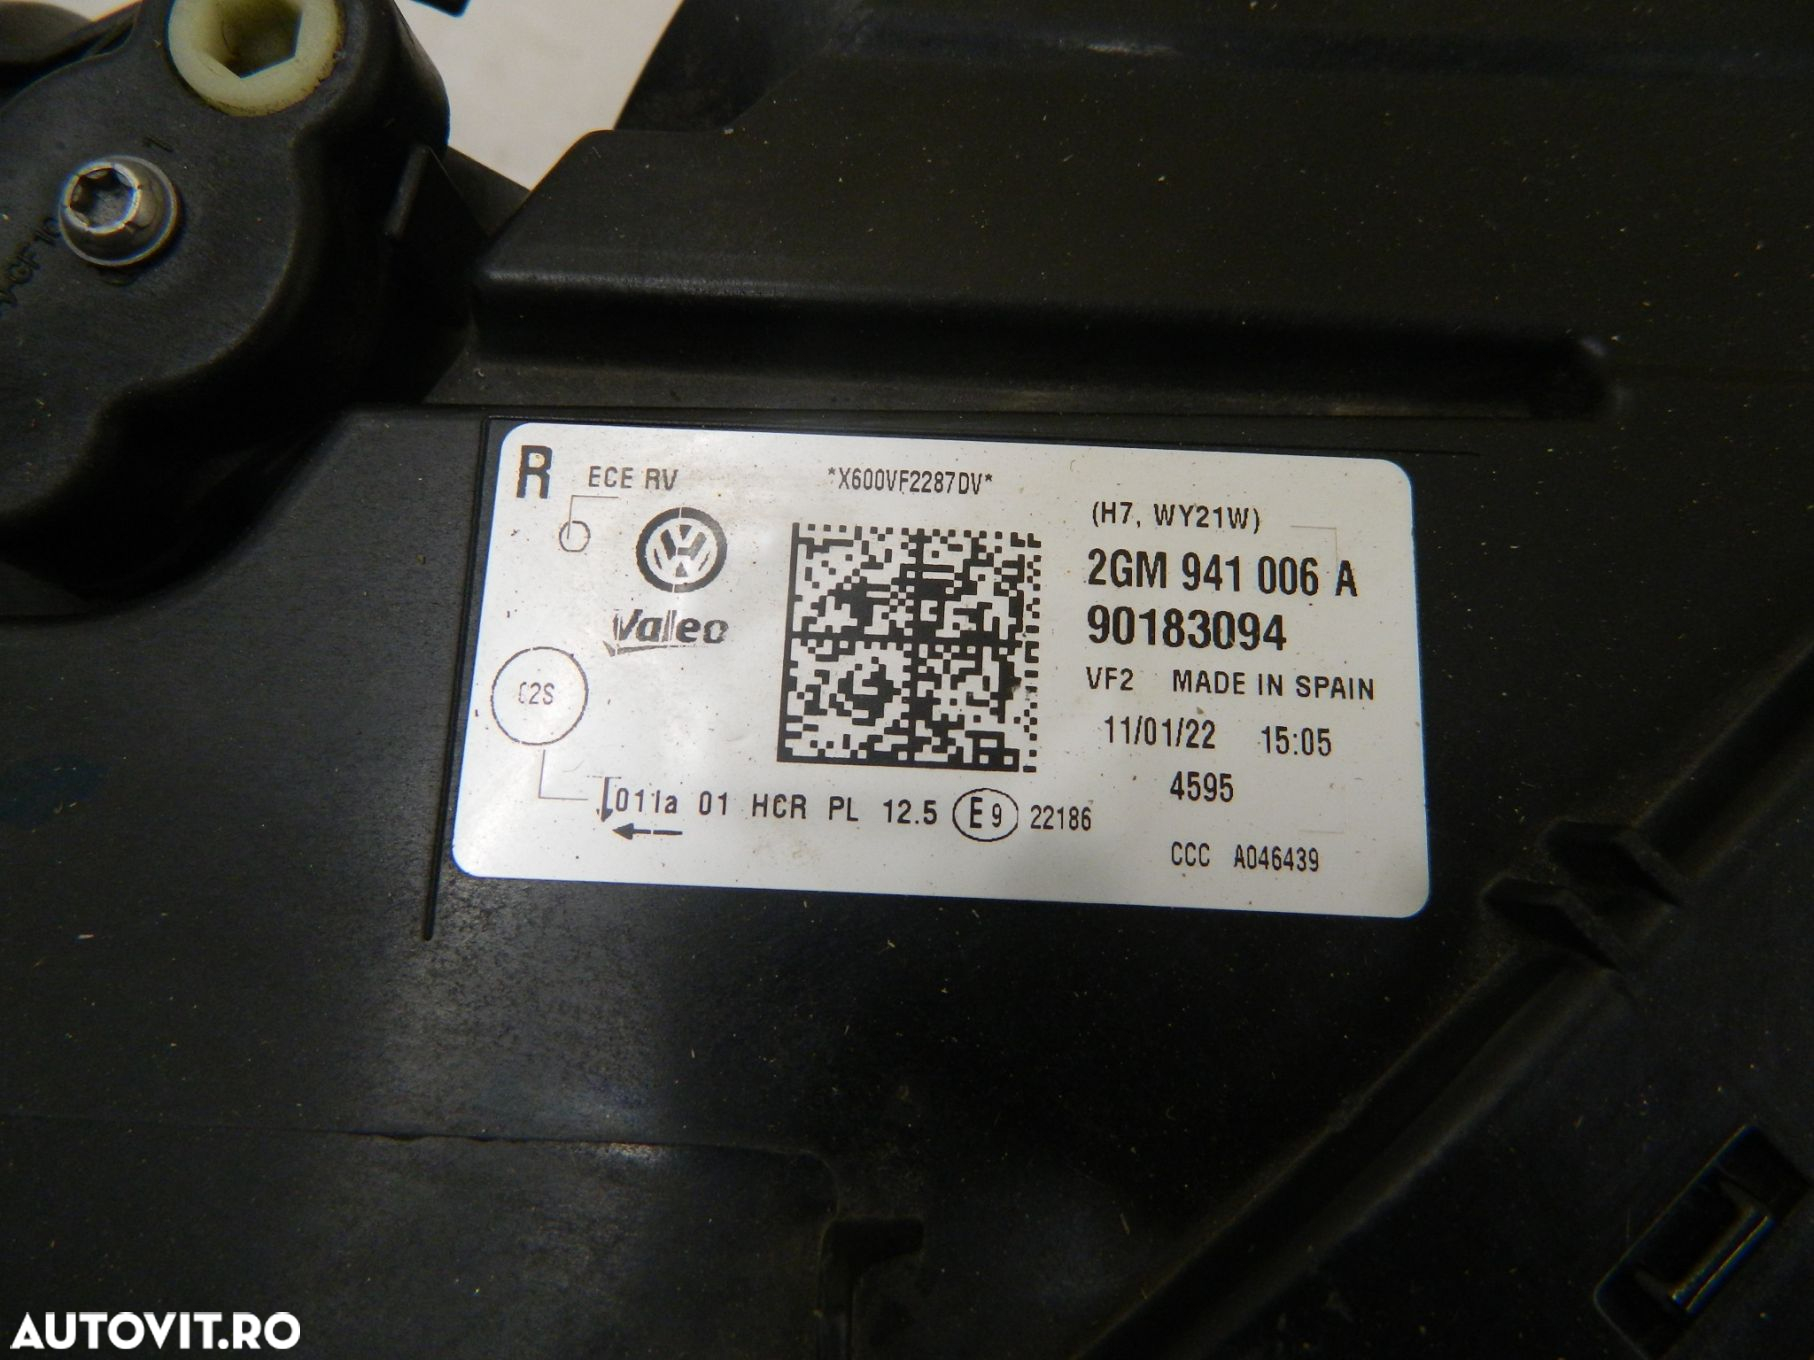 R ECE RV *X600VF2287DV*
(H7, WY21W)
2GM 941 006 A
Valeo
90183094
VF2 MADE IN SPAIN
02S
11/01/22 15:05
4595
011a 01 HCR PL 12.5 E9 22186
CCC A046439
AUTOVIT.RO